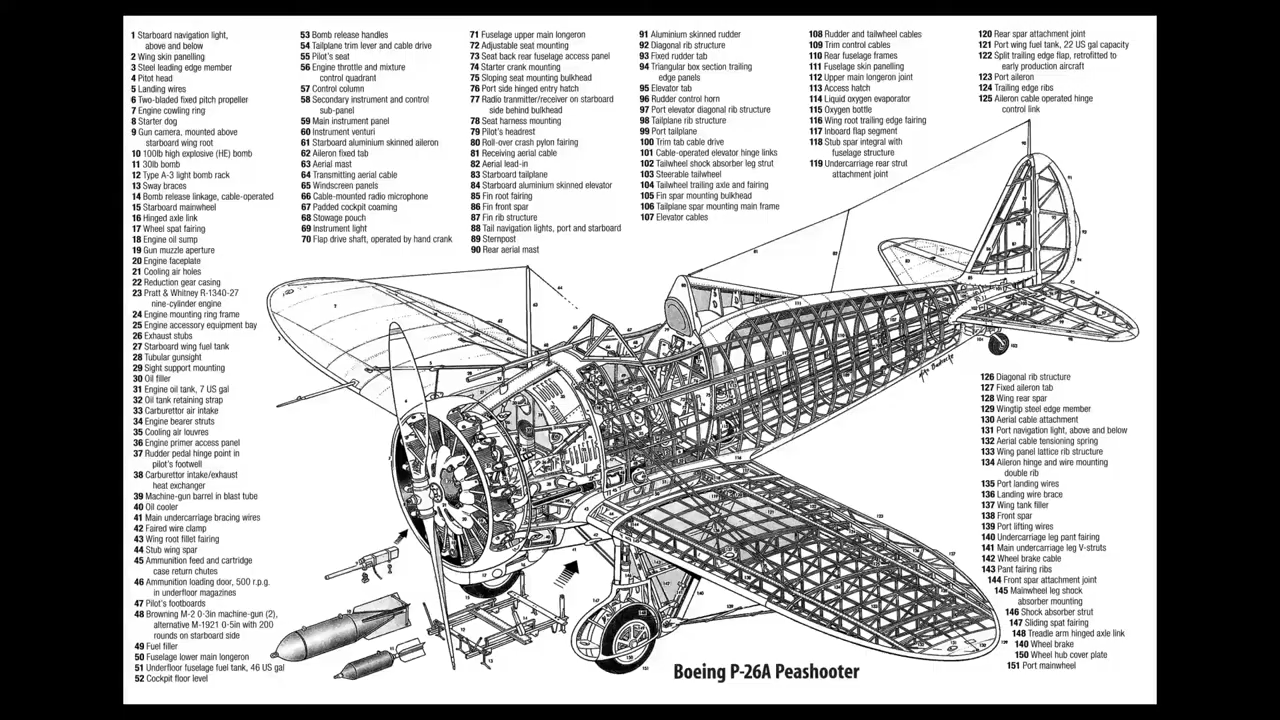 1 Starboard navigation light,
above and below
2 Wing skin panelling
3 Steel leading edge member
4 Pitot head
5 Landing wires
6 Two-bladed fixed pitch propeller
7 Engine cowling ring
8 Starter dog
9 Gun camera, mounted above
starboard wing root
10 100lb high explosive (HE) bomb
11 30lb bomb
12 Type A-3 light bomb rack
13 Sway braces
14 Bomb release linkage, cable-operated
15 Starboard mainwheel
16 Hinged axle link
17 Wheel spat fairing
18 Engine oil sump
19 Gun muzzle aperture
20 Engine faceplate
21 Cooling air holes
22 Reduction gear casing
23 Pratt & Whitney R-1340-27
nine-cylinder engine
24 Engine mounting ring frame
25 Engine accessory equipment bay
26 Exhaust stubs
27 Starboard wing fuel tank
28 Tubular gunsight
29 Sight support mounting
30 Oil filler
31 Engine oil tank, 7 US gal
32 Oil tank retaining strap
33 Carburettor air intake
34 Engine bearer struts
35 Cooling air louvres
36 Engine primer access panel
37 Rudder pedal hinge point in
pilot's footwell
38 Carburettor intake/exhaust
heat exchanger
39 Machine-gun barrel in blast tube
40 Oil cooler
41 Main undercarriage bracing wires
42 Faired wire clamp
43 Wing root fillet fairing
44 Stub wing spar
45 Ammunition feed and cartridge
case return chutes
46 Ammunition loading door, 500 r.p.g.
in underfloor magazines
47 Pilot's footboards
48 Browning M-2 0·3in machine-gun (2),
alternative M-1921 0·5in with 200
rounds on starboard side
49 Fuel filler
50 Fuselage lower main longeron
51 Underfloor fuselage fuel tank, 46 US gal
52 Cockpit floor level
53 Bomb release handles
54 Tailplane trim lever and cable drive
55 Pilot's seat
56 Engine throttle and mixture
control quadrant
57 Control column
58 Secondary instrument and control
sub-panel
59 Main instrument panel
60 Instrument venturi
61 Starboard aluminium skinned aileron
62 Aileron fixed tab
63 Aerial mast
64 Transmitting aerial cable
65 Windscreen panels
66 Cable-mounted radio microphone
67 Padded cockpit coaming
68 Stowage pouch
69 Instrument light
70 Flap drive shaft, operated by hand crank
71 Fuselage upper main longeron
72 Adjustable seat mounting
73 Seat back rear fuselage access panel
74 Starter crank mounting
75 Sloping seat mounting bulkhead
76 Port side hinged entry hatch
77 Radio tranmitter/receiver on starboard
side behind bulkhead
78 Seat harness mounting
79 Pilot's headrest
80 Roll-over crash pylon fairing
81 Receiving aerial cable
82 Aerial lead-in
83 Starboard tailplane
84 Starboard aluminium skinned elevator
85 Fin root fairing
86 Fin front spar
87 Fin rib structure
88 Tail navigation lights, port and starboard
89 Sternpost
90 Rear aerial mast
91 Aluminium skinned rudder
92 Diagonal rib structure
93 Fixed rudder tab
94 Triangular box section trailing
edge panels
95 Elevator tab
96 Rudder control horn
97 Port elevator diagonal rib structure
98 Tailplane rib structure
99 Port tailplane
100 Trim tab cable drive
101 Cable-operated elevator hinge links
102 Tailwheel shock absorber leg strut
103 Steerable tailwheel
104 Tailwheel trailing axle and fairing
105 Fin spar mounting bulkhead
106 Tailplane spar mounting main frame
107 Elevator cables
108 Rudder and tailwheel cables
109 Trim control cables
110 Rear fuselage frames
111 Fuselage skin panelling
112 Upper main longeron joint
113 Access hatch
114 Liquid oxygen evaporator
115 Oxygen bottle
116 Wing root trailing edge fairing
117 Inboard flap segment
118 Stub spar integral with
fuselage structure
119 Undercarriage rear strut
attachment joint
120 Rear spar attachment joint
121 Port wing fuel tank, 22 US gal capacity
122 Split trailing edge flap, retrofitted to
early production aircraft
123 Port aileron
124 Trailing edge ribs
125 Aileron cable operated hinge
control link
126 Diagonal rib structure
127 Fixed aileron tab
128 Wing rear spar
129 Wingtip steel edge member
130 Aerial cable attachment
131 Port navigation light, above and below
132 Aerial cable tensioning spring
133 Wing panel lattice rib structure
134 Aileron hinge and wire mounting
double rib
135 Port landing wires
136 Landing wire brace
137 Wing tank filler
138 Front spar
139 Port lifting wires
140 Undercarriage leg pant fairing
141 Main undercarriage leg V-struts
142 Wheel brake cable
143 Pant fairing ribs
144 Front spar attachment joint
145 Mainwheel leg shock
absorber mounting
146 Shock absorber strut
147 Sliding spat fairing
148 Treadle arm hinged axle link
140 Wheel brake
150 Wheel hub cover plate
151 Port mainwheel
Boeing P-26A Peashooter